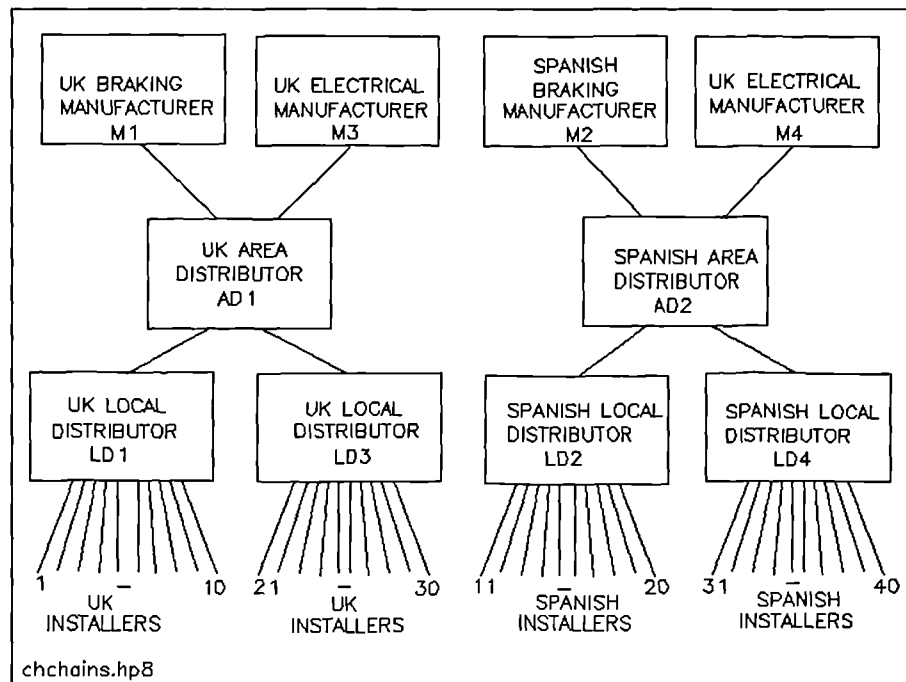 UK BRAKING
MANUFACTURER
M1
UK ELECTRICAL
MANUFACTURER
M3
SPANISH
BRAKING
MANUFACTURER
M2
UK ELECTRICAL
MANUFACTURER
M4
UK AREA
DISTRIBUTOR
AD1
SPANISH AREA
DISTRIBUTOR
AD2
UK LOCAL
DISTRIBUTOR
LD1
UK LOCAL
DISTRIBUTOR
LD3
SPANISH LOCAL
DISTRIBUTOR
LD2
SPANISH LOCAL
DISTRIBUTOR
LD4
1 – 10
UK
INSTALLERS
21 – 30
UK
INSTALLERS
11 – 20
SPANISH
INSTALLERS
31 – 40
SPANISH
INSTALLERS
chchains.hp8